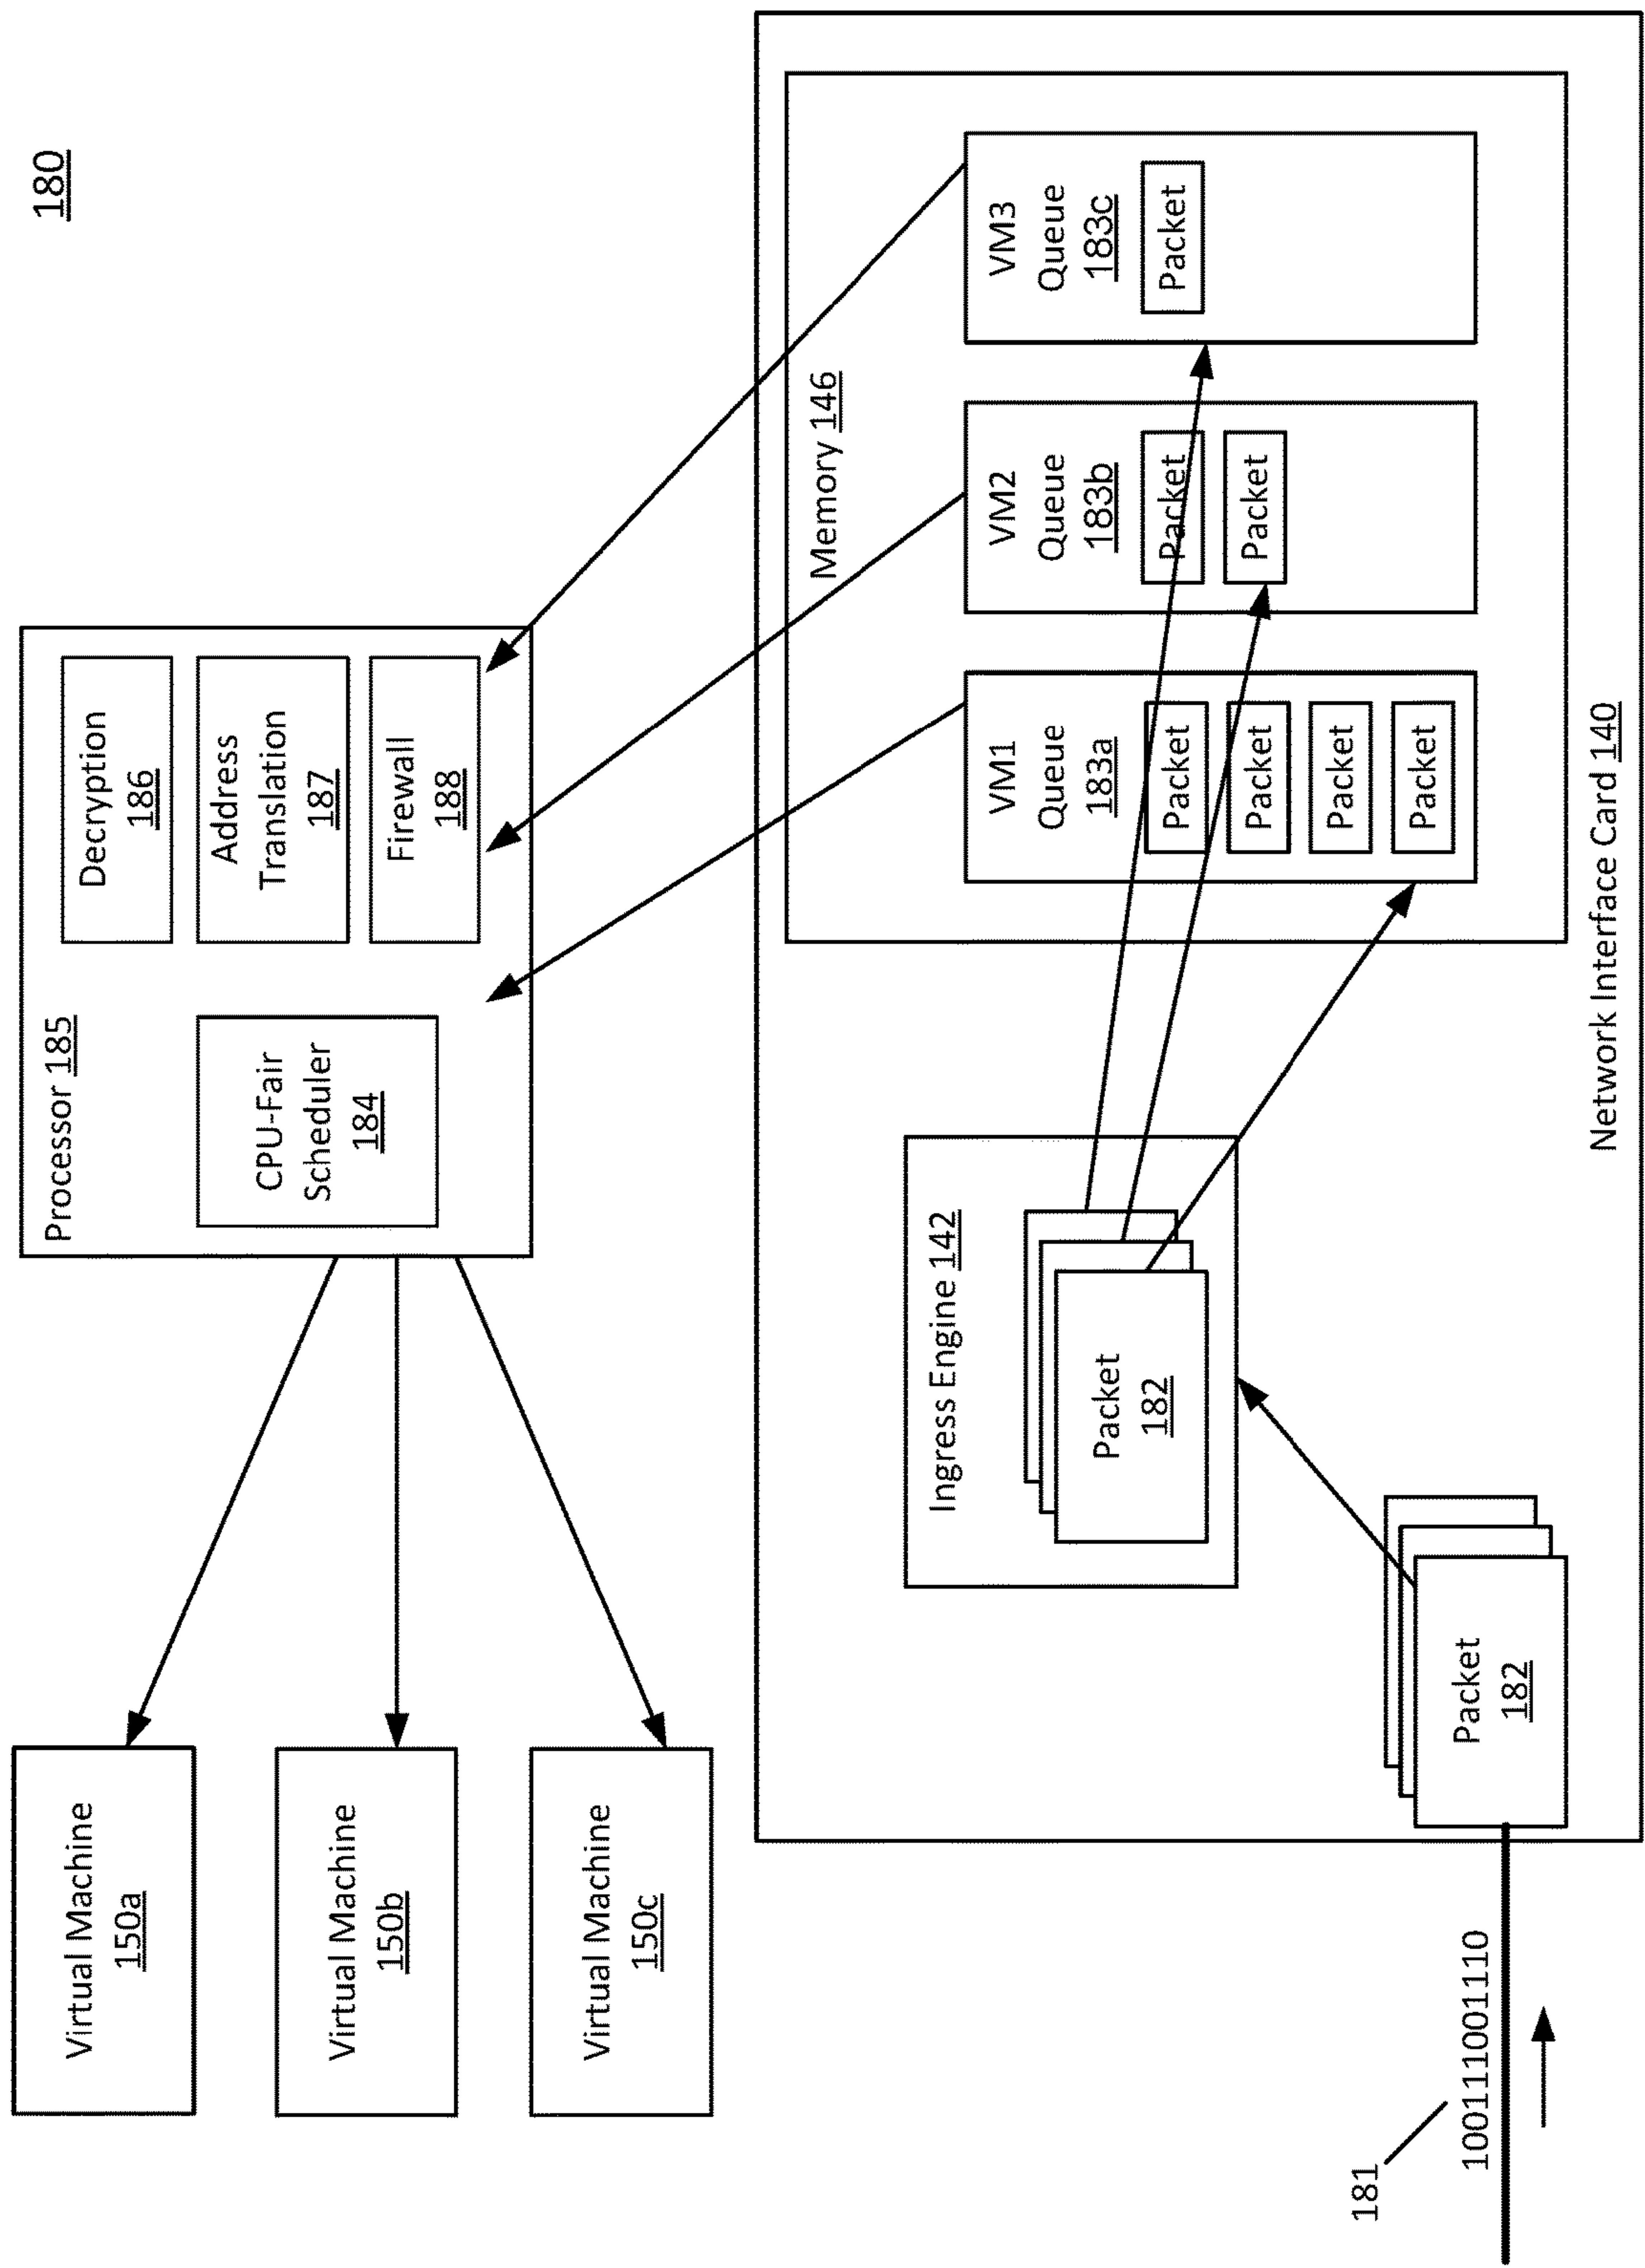 180
Virtual Machine
150a
Virtual Machine
150b
Virtual Machine
150c
Processor 185
CPU-Fair
Scheduler
184
Decryption
186
Address
Translation
187
Firewall
188
181
1001110011110
Packet
182
Ingress Engine 142
Packet
182
Memory 146
VM1
Queue
183a
Packet
Packet
Packet
Packet
VM2
Queue
183b
Packet
Packet
VM3
Queue
183c
Packet
Network Interface Card 140